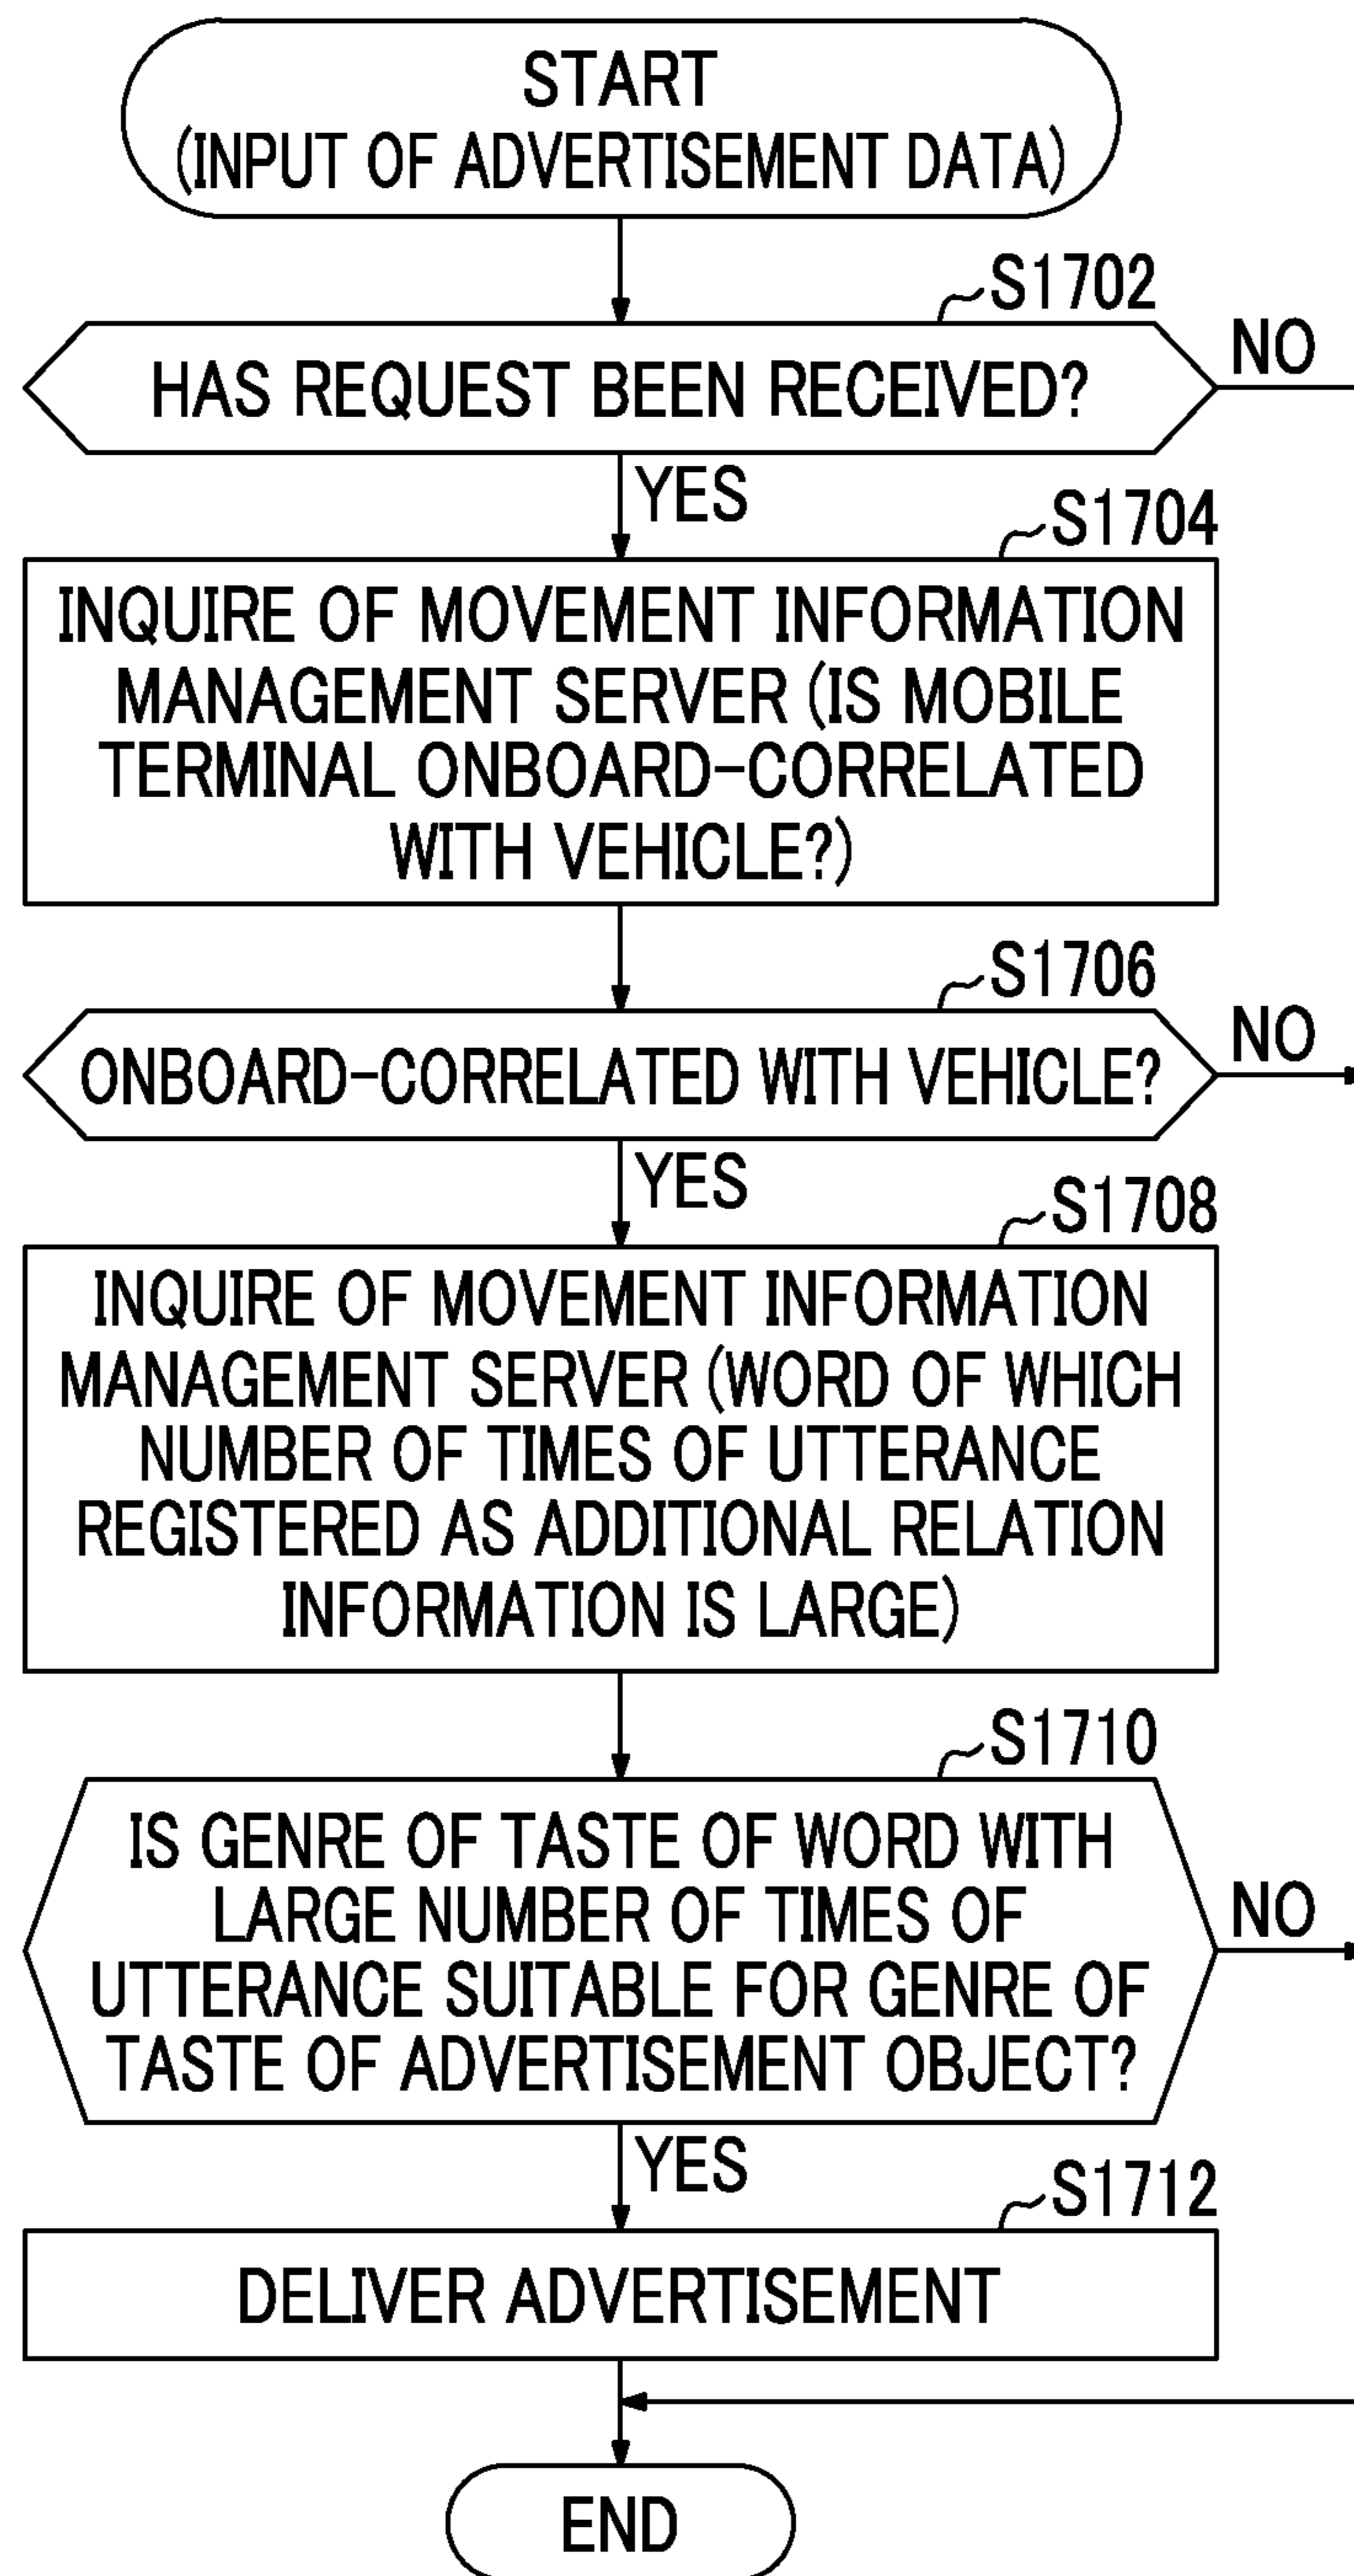 START
(INPUT OF ADVERTISEMENT DATA)
S1702
HAS REQUEST BEEN RECEIVED?
NO
YES
S1704
INQUIRE OF MOVEMENT INFORMATION
MANAGEMENT SERVER (IS MOBILE
TERMINAL ONBOARD-CORRELATED
WITH VEHICLE?)
S1706
ONBOARD-CORRELATED WITH VEHICLE?
NO
YES
S1708
INQUIRE OF MOVEMENT INFORMATION
MANAGEMENT SERVER (WORD OF WHICH
NUMBER OF TIMES OF UTTERANCE
REGISTERED AS ADDITIONAL RELATION
INFORMATION IS LARGE)
S1710
IS GENRE OF TASTE OF WORD WITH
LARGE NUMBER OF TIMES OF
UTTERANCE SUITABLE FOR GENRE OF
TASTE OF ADVERTISEMENT OBJECT?
NO
YES
S1712
DELIVER ADVERTISEMENT
END